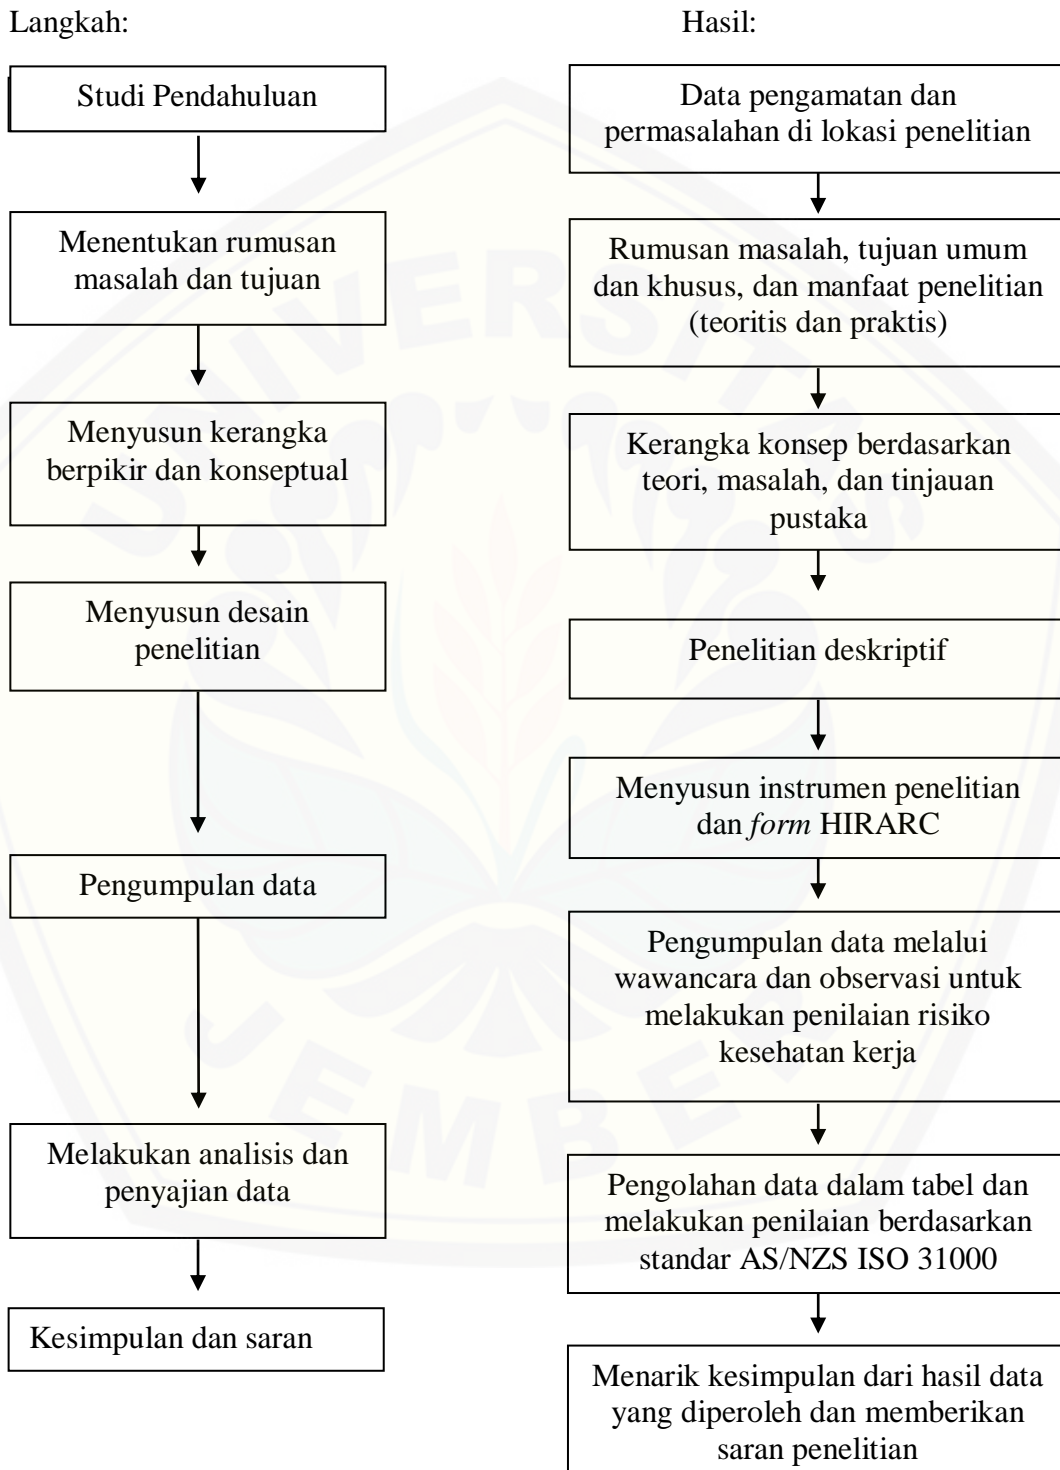 Langkah:
Studi Pendahuluan
Menentukan rumusan
masalah dan tujuan
Menyusun kerangka
berpikir dan konseptual
Menyusun desain
penelitian
Pengumpulan data
Melakukan analisis dan
penyajian data
Kesimpulan dan saran
Hasil:
Data pengamatan dan
permasalahan di lokasi penelitian
Rumusan masalah, tujuan umum
dan khusus, dan manfaat penelitian
(teoritis dan praktis)
Kerangka konsep berdasarkan
teori, masalah, dan tinjauan
pustaka
Penelitian deskriptif
Menyusun instrumen penelitian
dan form HIRARC
Pengumpulan data melalui
wawancara dan observasi untuk
melakukan penilaian risiko
kesehatan kerja
Pengolahan data dalam tabel dan
melakukan penilaian berdasarkan
standar AS/NZS ISO 31000
Menarik kesimpulan dari hasil data
yang diperoleh dan memberikan
saran penelitian
UNIVERSITAS
JEMBER